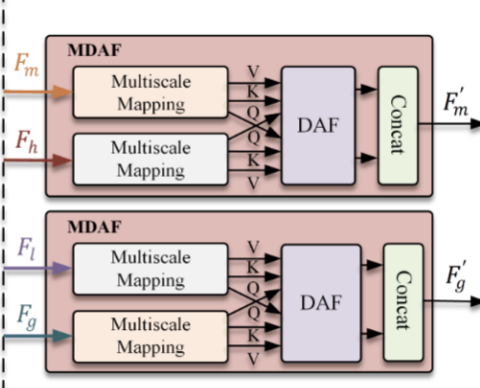 MDAF
F_m
Multiscale
Mapping
V
K
Q
DAF
Concat
F'_m
F_h
Multiscale
Mapping
Q
K
V
MDAF
F_l
Multiscale
Mapping
V
K
Q
DAF
Concat
F'_g
F_g
Multiscale
Mapping
Q
K
V